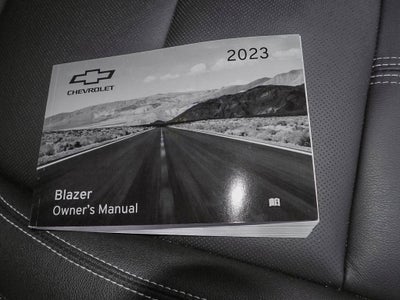 2023
CHEVROLET
Blazer
Owner's Manual